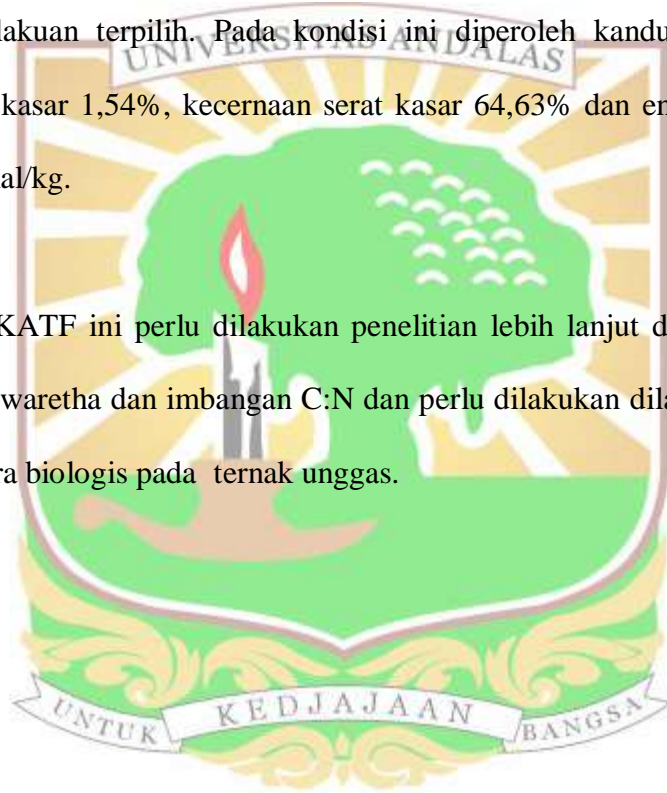 lakuan terpilih. Pada kondisi ini diperoleh kandu
UNIVERSITAS ANDALAS
kasar 1,54%, kecernaan serat kasar 64,63% dan en
al/kg.
KATF ini perlu dilakukan penelitian lebih lanjut d
waretha dan imbangan C:N dan perlu dilakukan dila
ra biologis pada ternak unggas.
UNTUK KEDJAJAAN BANGSA